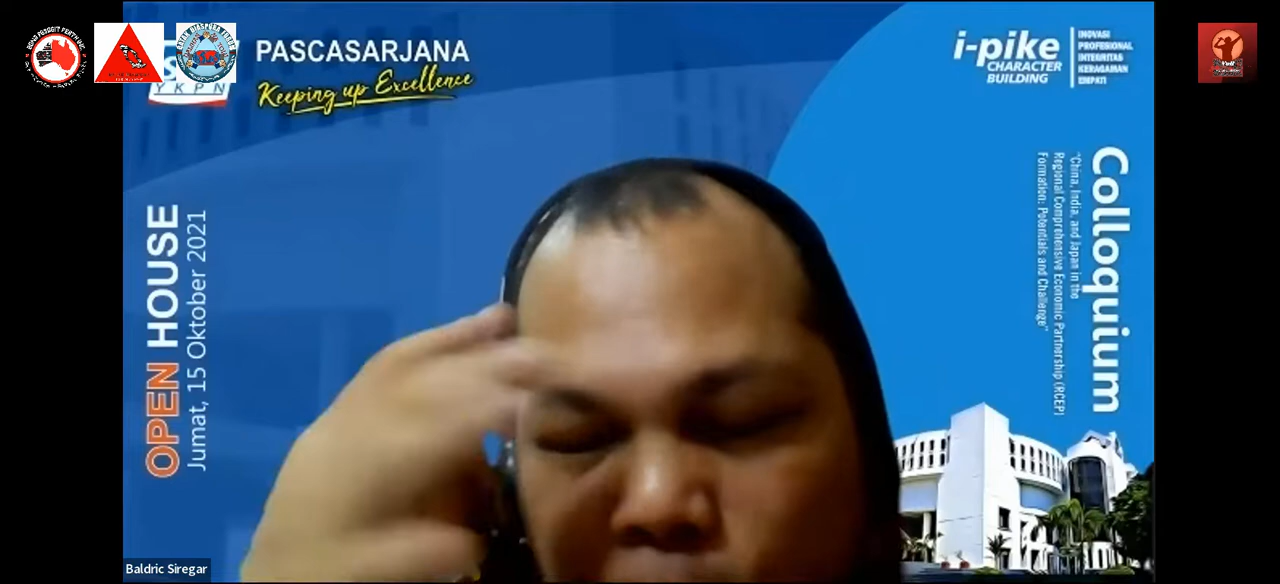 PASCASARJANA
Keeping up Excellence
YKPN
i-pike
CHARACTER
BUILDING
INOVASI
PROFESIONAL
INTEGRITAS
KERAGAMAN
EMPATI
OPEN HOUSE
Jumat, 15 Oktober 2021
Colloquium
"China, India, and Japan in the
Regional Comprehensive Economic Partnership (RCEP)
Formation: Potentials and Challenge"
Baldric Siregar